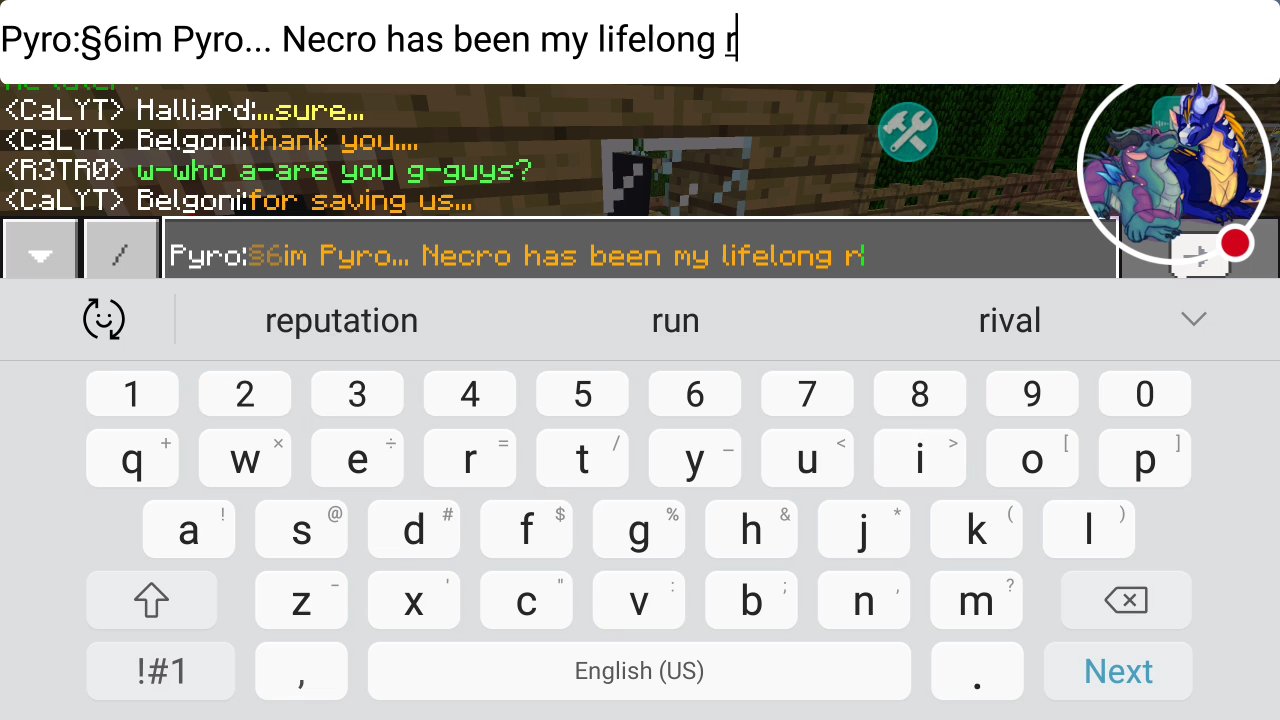 Pyro:§6im Pyro... Necro has been my lifelong r
<CaLYT> Halliard:...sure...
<CaLYT> Belgoni:thank you....
<R3TR0> w-who a-are you g-guys?
<CaLYT> Belgoni:for saving us...
/ Pyro:§6im Pyro... Necro has been my lifelong r
reputation run rival
1 2 3 4 5 6 7 8 9 0
q + w × e ÷ r = t / y _ u < i > o [ p ]
a ! s @ d # f $ g % h & j * k ( l )
z - x ' c " v : b ; n , m ?
!#1 , English (US) . Next